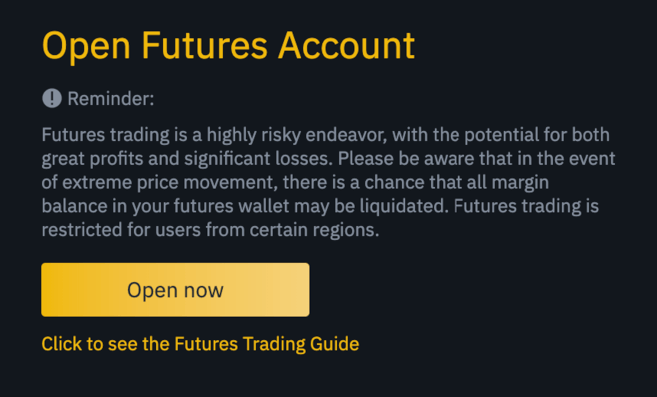 Open Futures Account
Reminder:
Futures trading is a highly risky endeavor, with the potential for both
great profits and significant losses. Please be aware that in the event
of extreme price movement, there is a chance that all margin
balance in your futures wallet may be liquidated. Futures trading is
restricted for users from certain regions.
Open now
Click to see the Futures Trading Guide